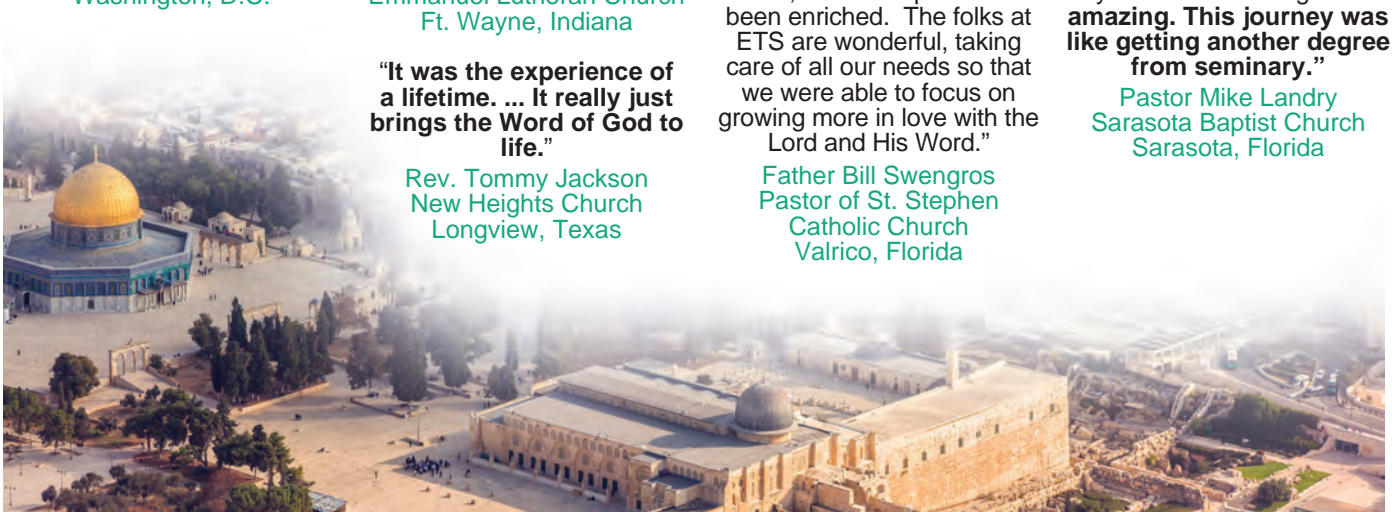 Washington, D.C.
Emmanuel Lutheran Church
Ft. Wayne, Indiana
“It was the experience of
a lifetime. ... It really just
brings the Word of God to
life.”
Rev. Tommy Jackson
New Heights Church
Longview, Texas
been enriched.  The folks at
ETS are wonderful, taking
care of all our needs so that
we were able to focus on
growing more in love with the
Lord and His Word.”
Father Bill Swengros
Pastor of St. Stephen
Catholic Church
Valrico, Florida
amazing. This journey was
like getting another degree
from seminary.”
Pastor Mike Landry
Sarasota Baptist Church
Sarasota, Florida